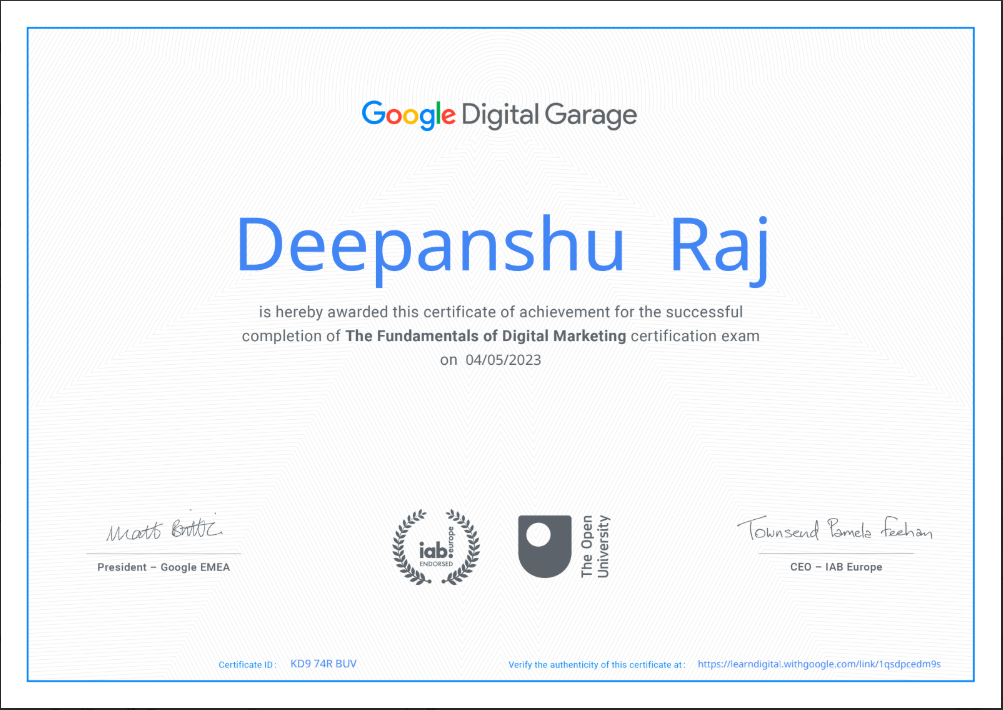 Google Digital Garage
Deepanshu Raj
is hereby awarded this certificate of achievement for the successful
completion of The Fundamentals of Digital Marketing certification exam
on 04/05/2023
Matt Brittin
President – Google EMEA
iab.
europe
ENDORSED
The Open
University
Townsend Pamela Feehan
CEO – IAB Europe
Certificate ID :
KD9 74R BUV
Verify the authenticity of this certificate at :
https://learndigital.withgoogle.com/link/1qsdpcedm9s